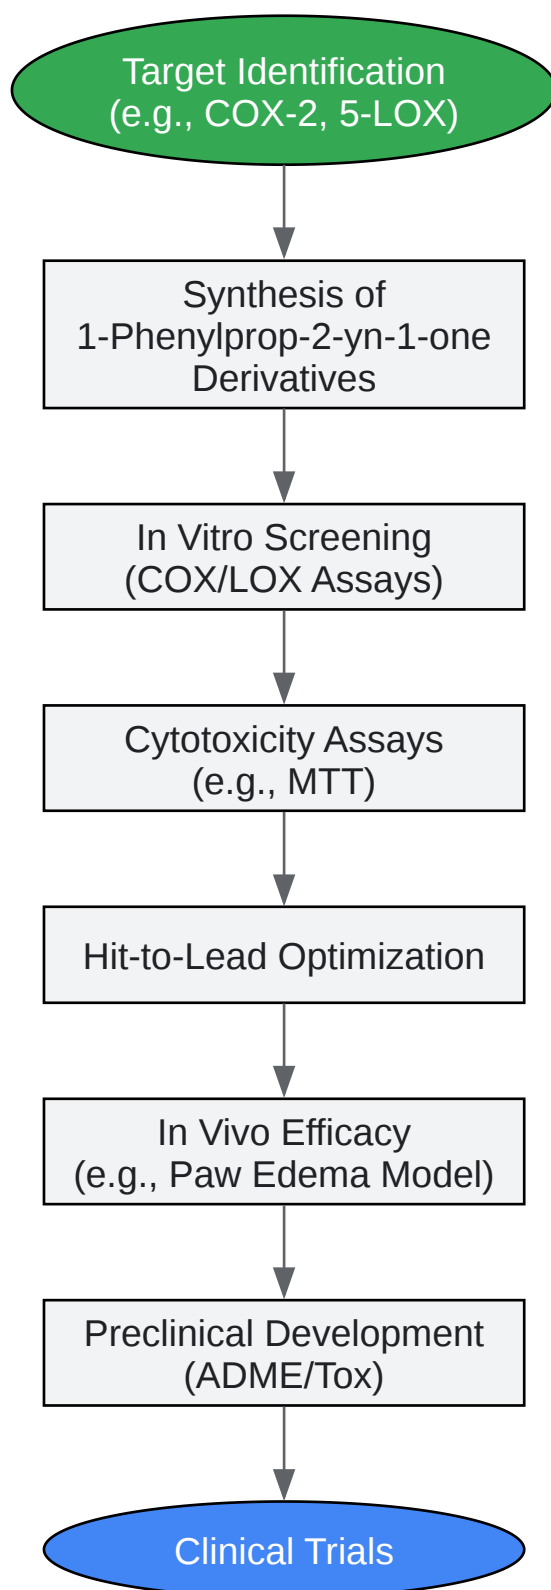 Target Identification
(e.g., COX-2, 5-LOX)
Synthesis of
1-Phenylprop-2-yn-1-one
Derivatives
In Vitro Screening
(COX/LOX Assays)
Cytotoxicity Assays
(e.g., MTT)
Hit-to-Lead Optimization
In Vivo Efficacy
(e.g., Paw Edema Model)
Preclinical Development
(ADME/Tox)
Clinical Trials